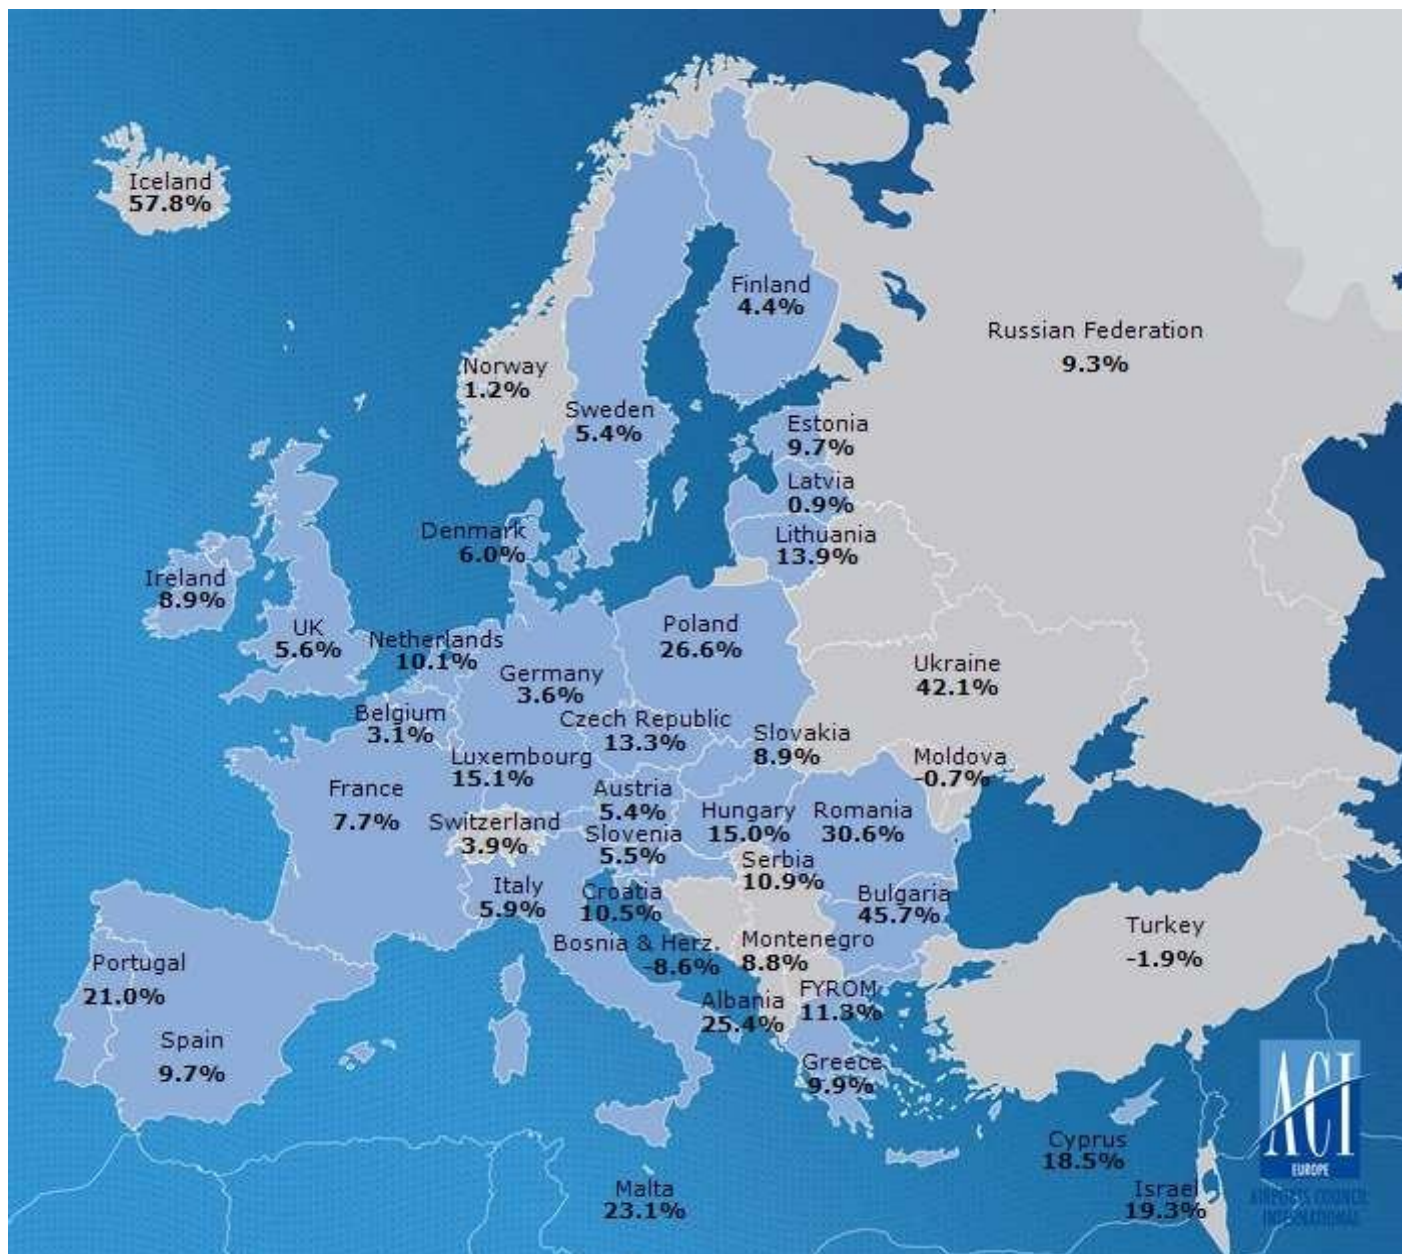 Iceland
57.8%
Finland
4.4%
Russian Federation
9.3%
Norway
1.2%
Sweden
5.4%
Estonia
9.7%
Latvia
0.9%
Lithuania
13.9%
Denmark
6.0%
Ireland
8.9%
UK
5.6%
Netherlands
10.1%
Poland
26.6%
Germany
3.6%
Ukraine
42.1%
Belgium
3.1%
Czech Republic
13.3%
Slovakia
8.9%
Luxembourg
15.1%
Moldova
-0.7%
France
7.7%
Austria
5.4%
Hungary
15.0%
Romania
30.6%
Switzerland
3.9%
Slovenia
5.5%
Serbia
10.9%
Italy
5.9%
Croatia
10.5%
Bulgaria
45.7%
Bosnia & Herz.
-8.6%
Montenegro
8.8%
Turkey
-1.9%
Portugal
21.0%
Albania
25.4%
FYROM
11.3%
Spain
9.7%
Greece
9.9%
Cyprus
18.5%
Malta
23.1%
Israel
19.3%
ACI
EUROPE
AIRPORTS COUNCIL
INTERNATIONAL